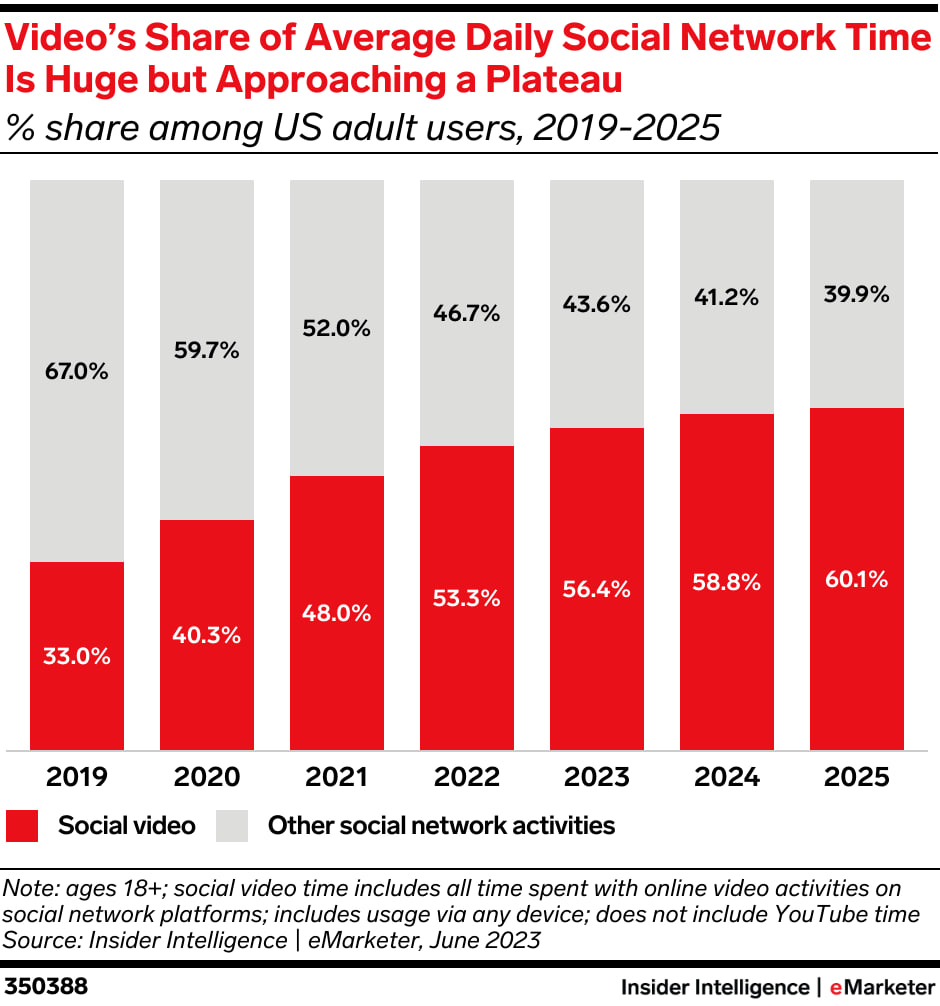 Video's Share of Average Daily Social Network Time
Is Huge but Approaching a Plateau
% share among US adult users, 2019-2025
67.0%
59.7%
52.0%
46.7%
43.6%
41.2%
39.9%
33.0%
40.3%
48.0%
53.3%
56.4%
58.8%
60.1%
2019
2020
2021
2022
2023
2024
2025
Social video
Other social network activities
Note: ages 18+; social video time includes all time spent with online video activities on
social network platforms; includes usage via any device; does not include YouTube time
Source: Insider Intelligence | eMarketer, June 2023
350388
Insider Intelligence | eMarketer